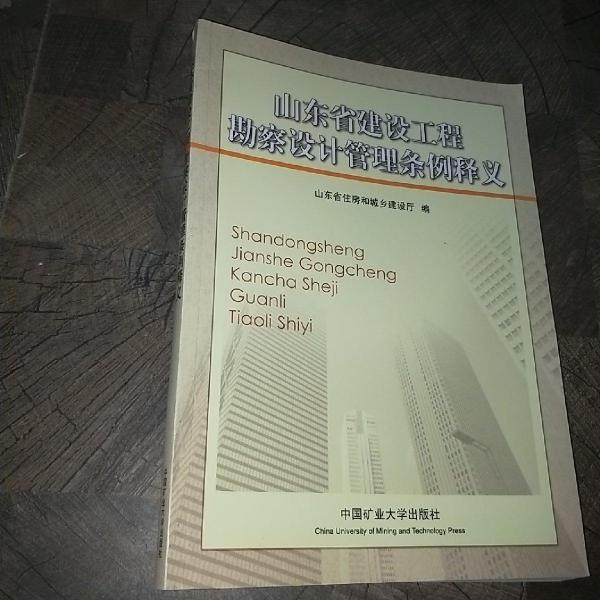 山东省建设工程
勘察设计管理条例释义
山东省住房和城乡建设厅 编
Shandongsheng
Jianshe Gongcheng
Kancha Sheji
Guanli
Tiaoli Shiyi
中国矿业大学出版社
China University of Mining and Technology Press